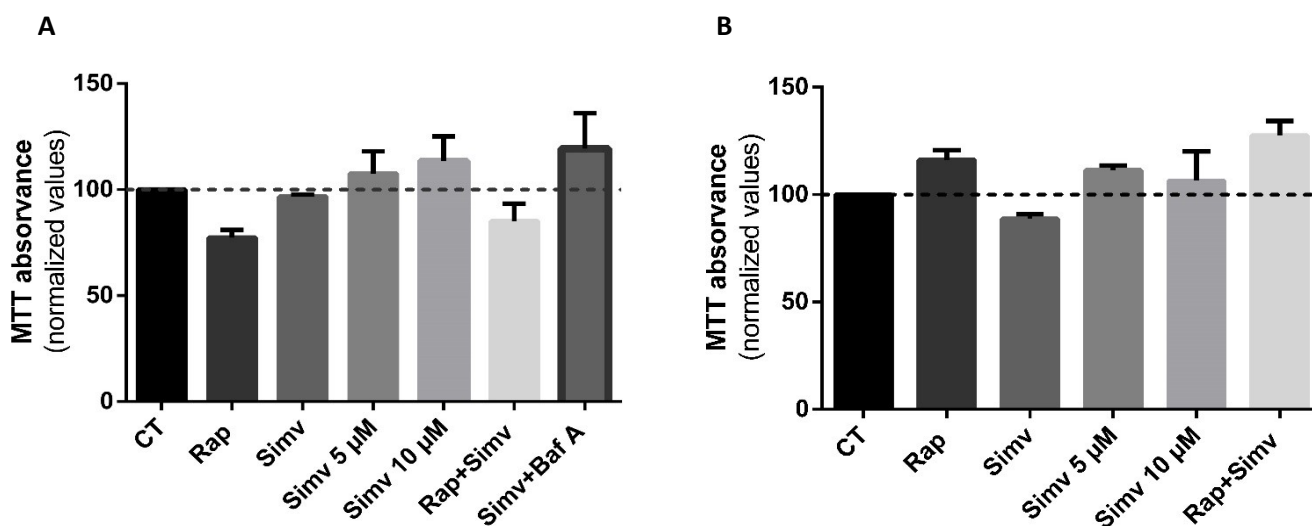 A
MTT absorvance
(normalized values)
150
100
50
0
CT
Rap
Simv
Simv 5 µM
Simv 10 µM
Rap+Simv
Simv+Baf A
B
MTT absorvance
(normalized values)
150
100
50
0
CT
Rap
Simv
Simv 5 µM
Simv 10 µM
Rap+Simv